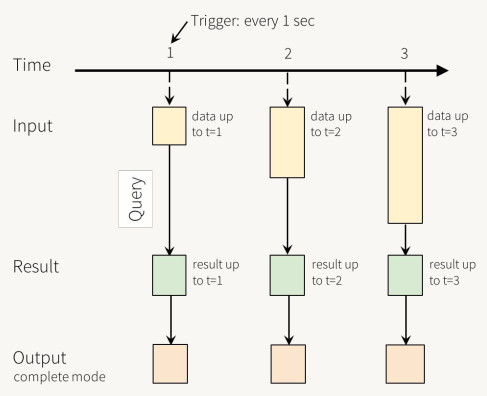 Trigger: every 1 sec
Time
1
2
3
Input
data up
to t=1
data up
to t=2
data up
to t=3
Query
Result
result up
to t=1
result up
to t=2
result up
to t=3
Output
complete mode